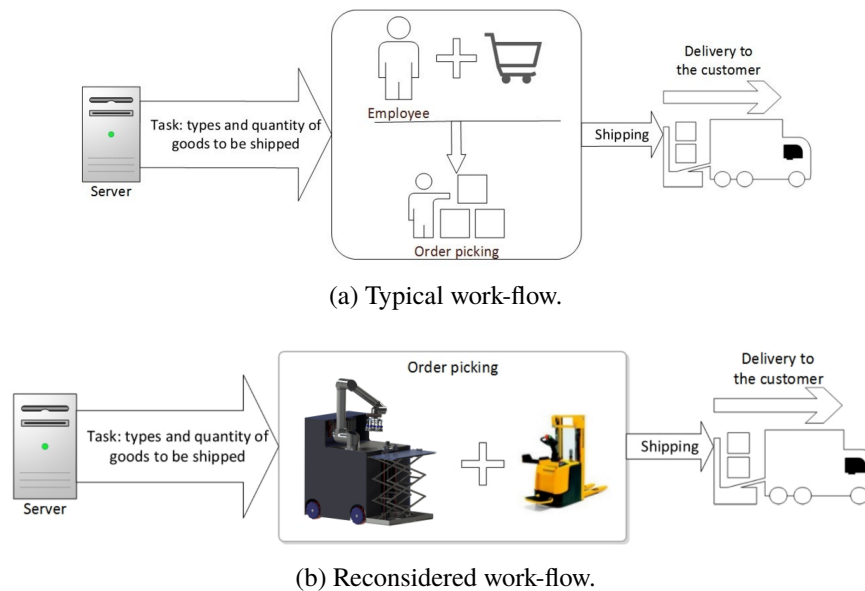 Delivery to
the customer
Employee
Task: types and quantity of
goods to be shipped
Shipping
Server
Order picking
(a) Typical work-flow.
Order picking
Delivery to
the customer
Task: types and quantity of
goods to be shipped
Shipping
Server
(b) Reconsidered work-flow.